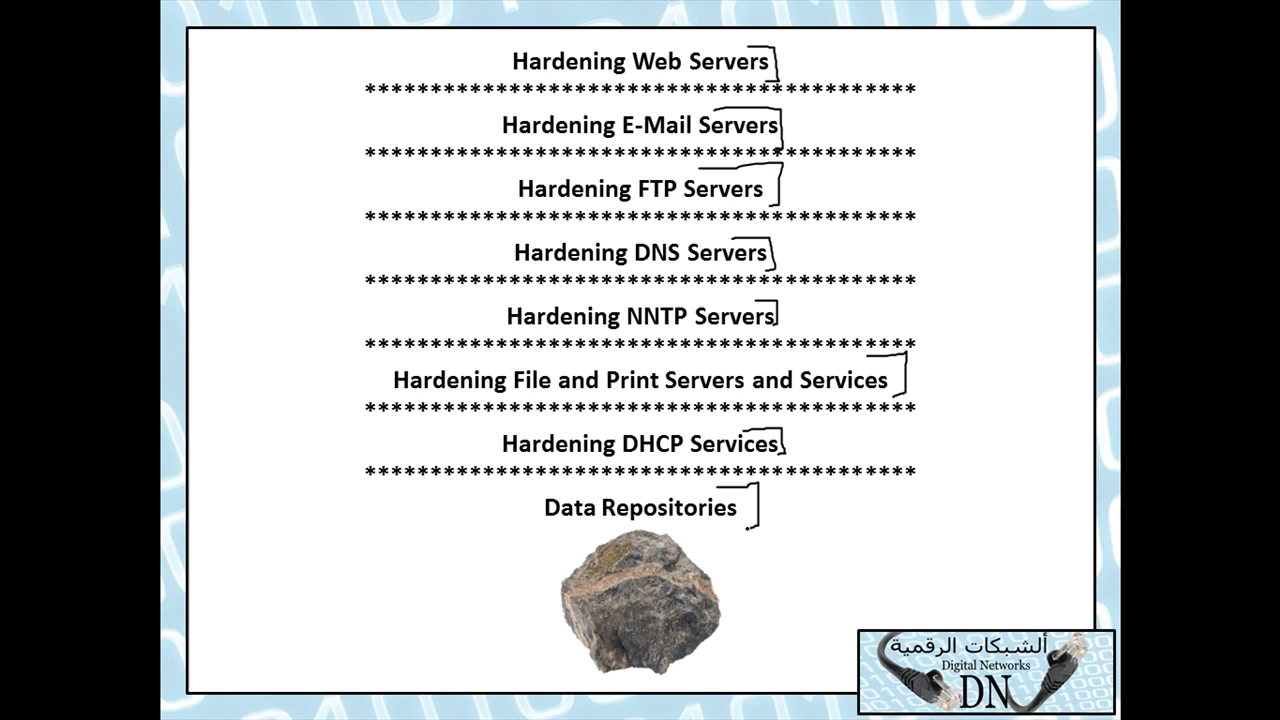 Hardening Web Servers
******************************************
Hardening E-Mail Servers
******************************************
Hardening FTP Servers
******************************************
Hardening DNS Servers
******************************************
Hardening NNTP Servers
******************************************
Hardening File and Print Servers and Services
******************************************
Hardening DHCP Services
******************************************
Data Repositories
ألشبكات الرقمية
Digital Networks
DN